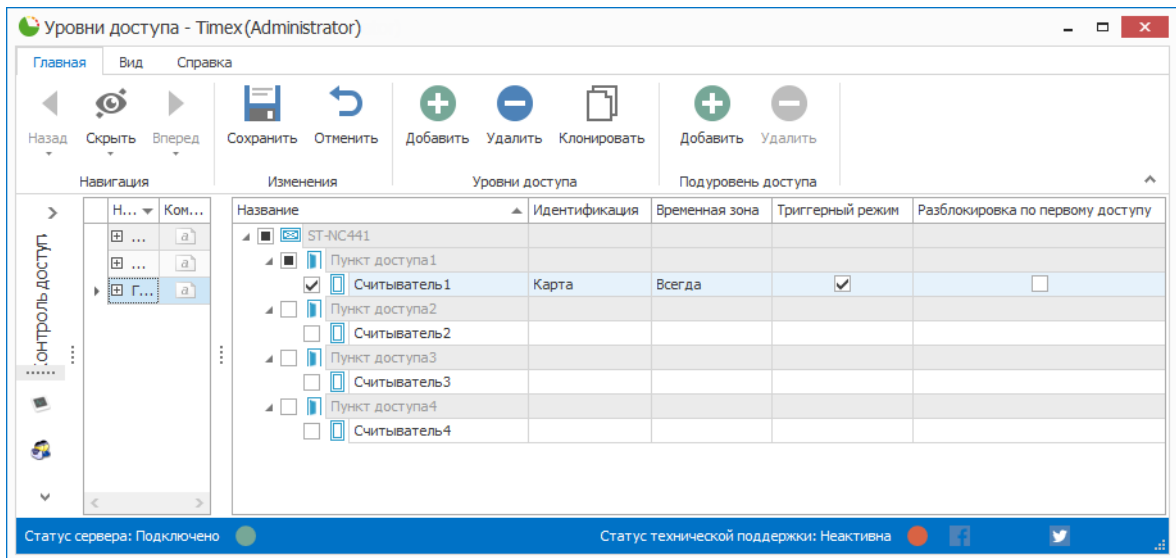 Уровни доступа - Timex (Administrator)
Главная Вид Справка
Назад Скрыть Вперед Сохранить Отменить Добавить Удалить Клонировать Добавить Удалить
Навигация Изменения Уровни доступа Подуровень доступа
Н... Ком... Название Идентификация Временная зона Триггерный режим Разблокировка по первому доступу
... a ST-NC441
... a Пункт доступа1
Г... a Считыватель1 Карта Всегда
Пункт доступа2
Считыватель2
Пункт доступа3
Считыватель3
Пункт доступа4
Считыватель4
онтроль доступ
Статус сервера: Подключено Статус технической поддержки: Неактивна